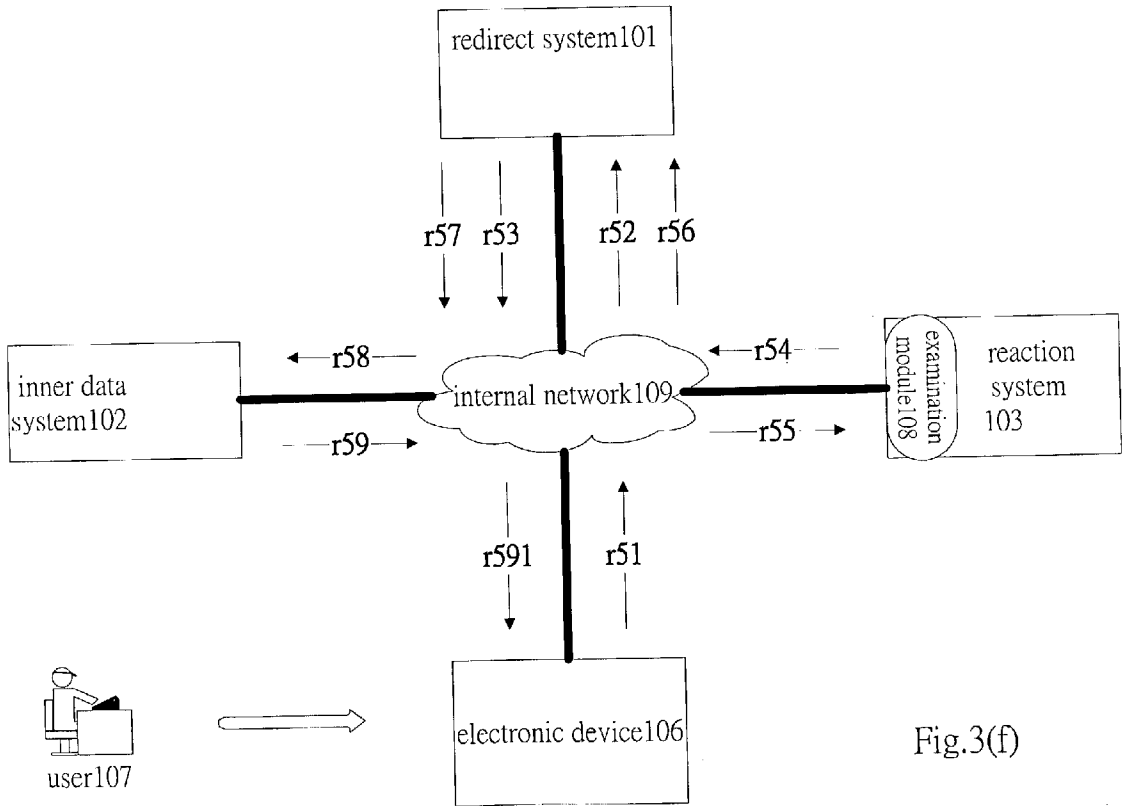 redirect system101
r57
r53
r52
r56
r58
r54
inner data
system102
internal network109
examination
module108
reaction
system
103
r59
r55
r591
r51
user107
electronic device106
Fig.3(f)